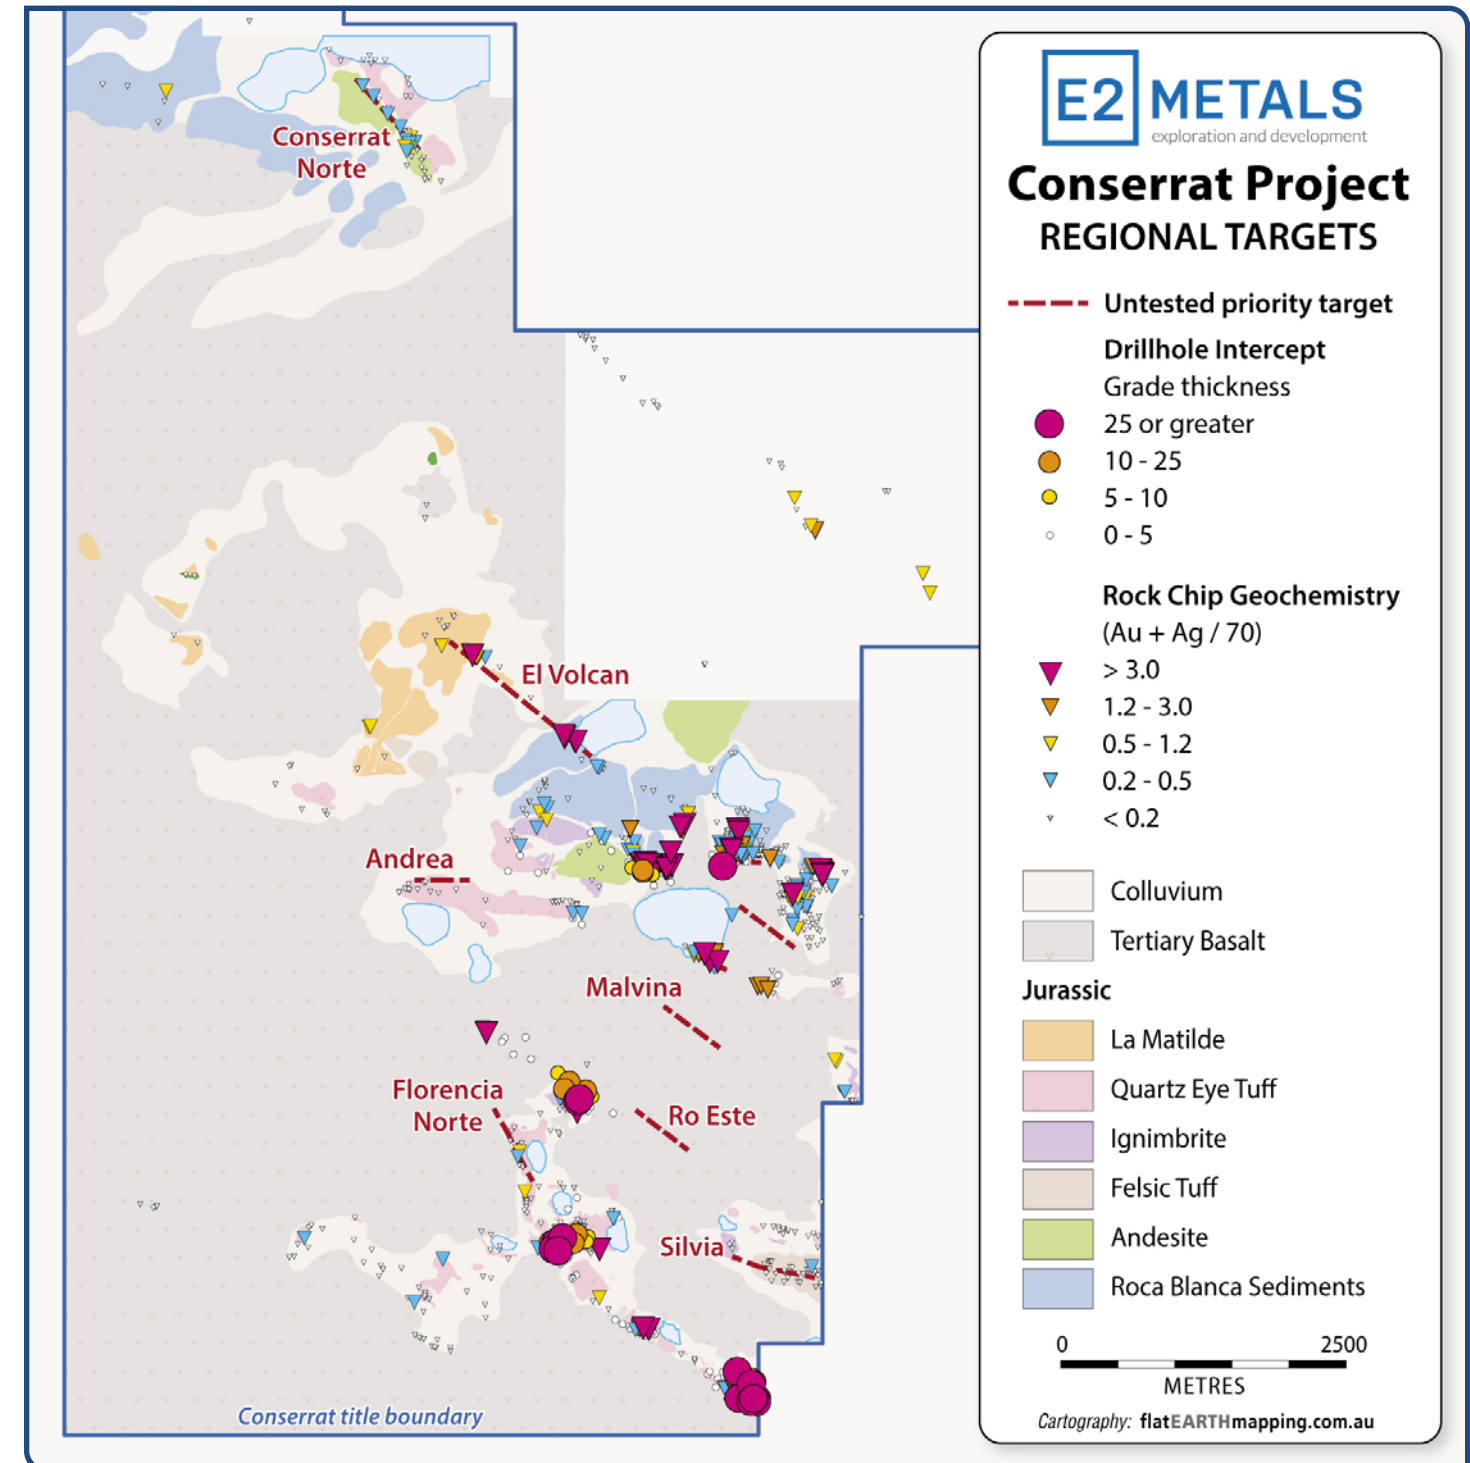 Conserrat
Norte
El Volcan
Andrea
Malvina
Florencia
Norte
Ro Este
Silvia
Conserrat title boundary
E2 METALS
exploration and development
Conserrat Project
REGIONAL TARGETS
Untested priority target
Drillhole Intercept
Grade thickness
25 or greater
10 - 25
5 - 10
0 - 5
Rock Chip Geochemistry
(Au + Ag / 70)
> 3.0
1.2 - 3.0
0.5 - 1.2
0.2 - 0.5
< 0.2
Colluvium
Tertiary Basalt
Jurassic
La Matilde
Quartz Eye Tuff
Ignimbrite
Felsic Tuff
Andesite
Roca Blanca Sediments
0 2500
METRES
Cartography: flatEARTHmapping.com.au